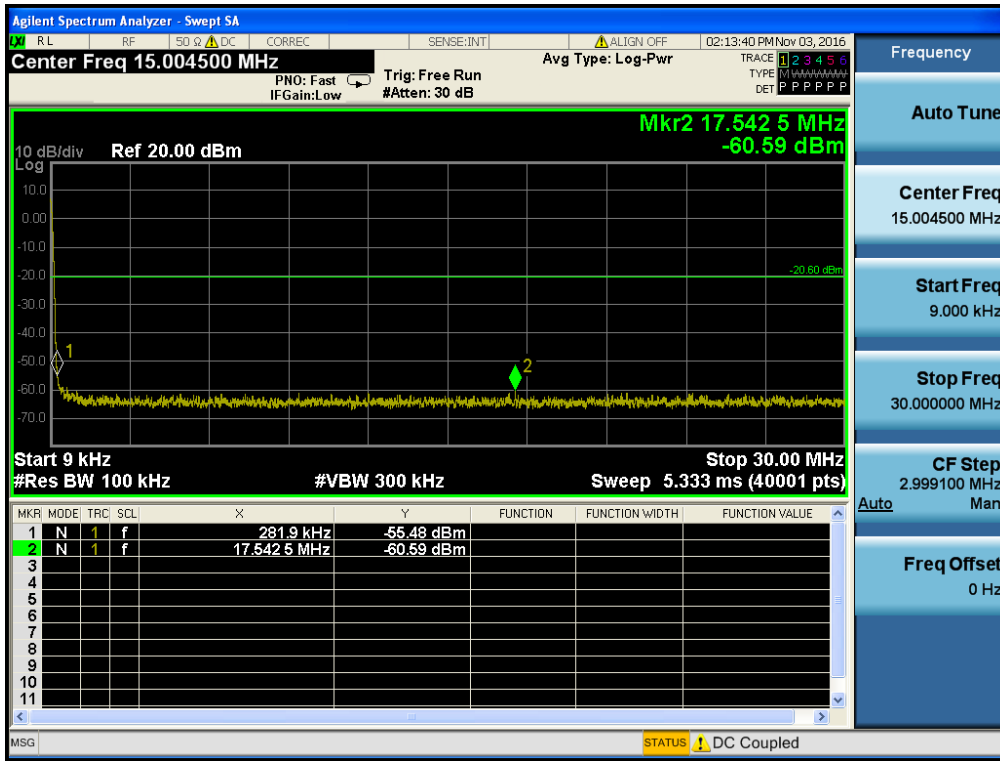 Agilent Spectrum Analyzer - Swept SA
LXI RL RF 50 Ω DC CORREC SENSE:INT ALIGN OFF 02:13:40 PM Nov 03, 2016
Center Freq 15.004500 MHz
PNO: Fast
IFGain:Low
Trig: Free Run
#Atten: 30 dB
Avg Type: Log-Pwr
TRACE 1 2 3 4 5 6
TYPE M
DET P P P P P P
Mkr2 17.542 5 MHz
-60.59 dBm
10 dB/div Ref 20.00 dBm
Log
10.0
0.00
-10.0
-20.0
-20.60 dBm
-30.0
-40.0
-50.0
1
2
-60.0
-70.0
Start 9 kHz Stop 30.00 MHz
#Res BW 100 kHz #VBW 300 kHz Sweep 5.333 ms (40001 pts)
MKR MODE TRC SCL X Y FUNCTION FUNCTION WIDTH FUNCTION VALUE
1 N 1 f 281.9 kHz -55.48 dBm
2 N 1 f 17.542 5 MHz -60.59 dBm
3
4
5
6
7
8
9
10
11
MSG STATUS DC Coupled
Frequency
Auto Tune
Center Freq
15.004500 MHz
Start Freq
9.000 kHz
Stop Freq
30.000000 MHz
CF Step
2.999100 MHz
Auto Man
Freq Offset
0 Hz